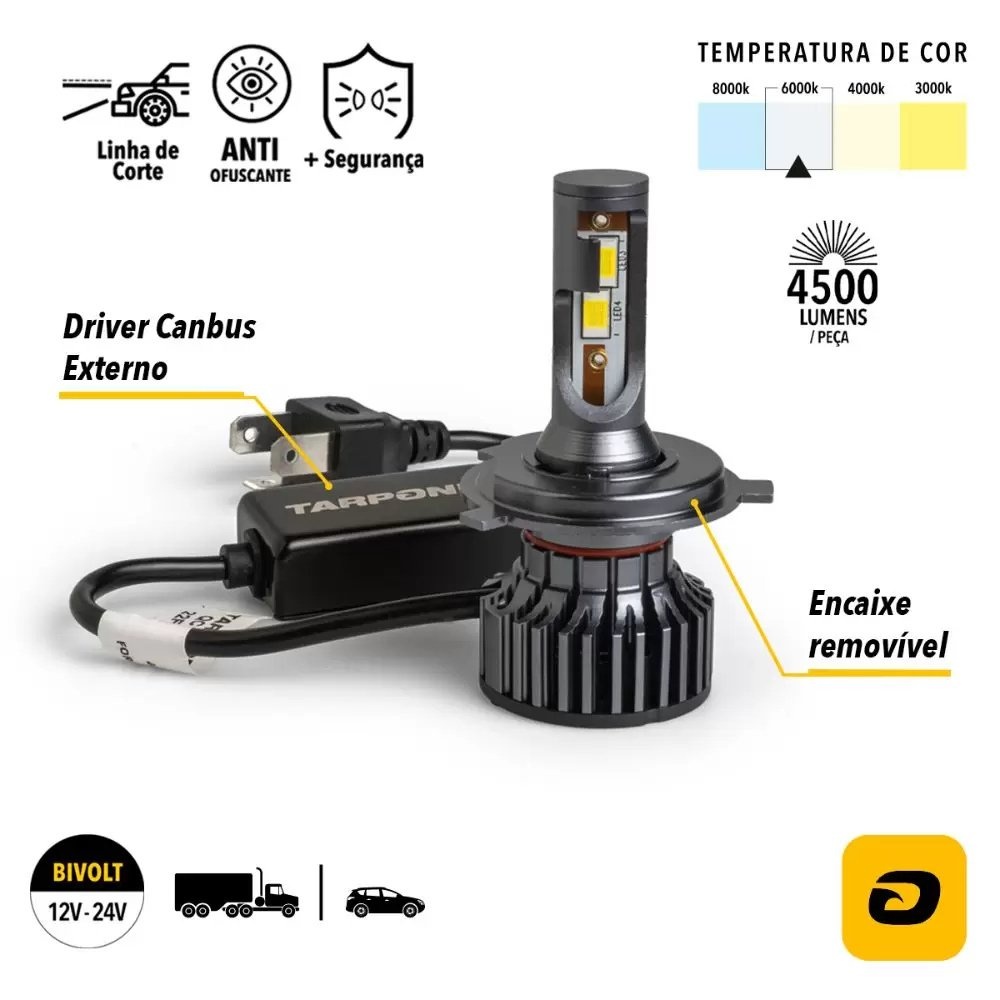 Linha de
Corte
ANTI
OFUSCANTE
+ Segurança
TEMPERATURA DE COR
8000k 6000k 4000k 3000k
4500
LUMENS
/ PEÇA
Driver Canbus
Externo
LED4
TARPON
Encaixe
removível
BIVOLT
12V - 24V